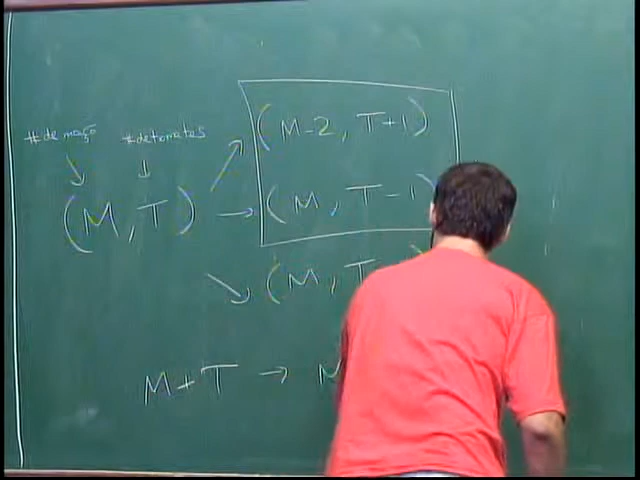 # de maçãs # de tomates
(M, T)
(M-2, T+1)
(M, T-1)
(M, T
M+T → M